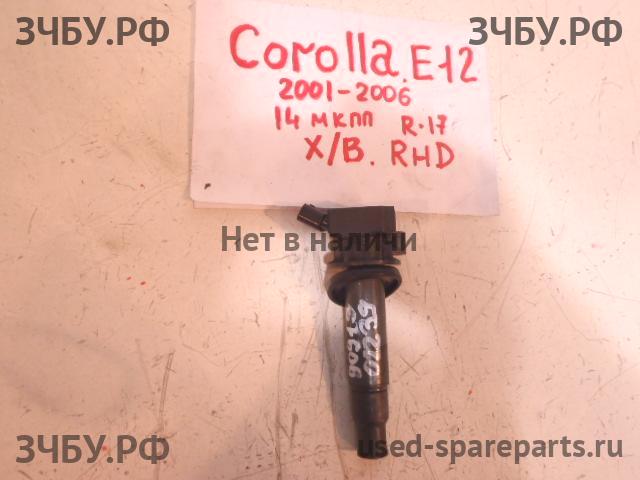 ЗЧБУ.РФ
ЗЧБУ.РФ
Corolla. E12
2001-2006
14 мкпп R.17
Х/В. RHD
Нет в наличи
ЗЧБУ.РФ
used-spareparts.ru